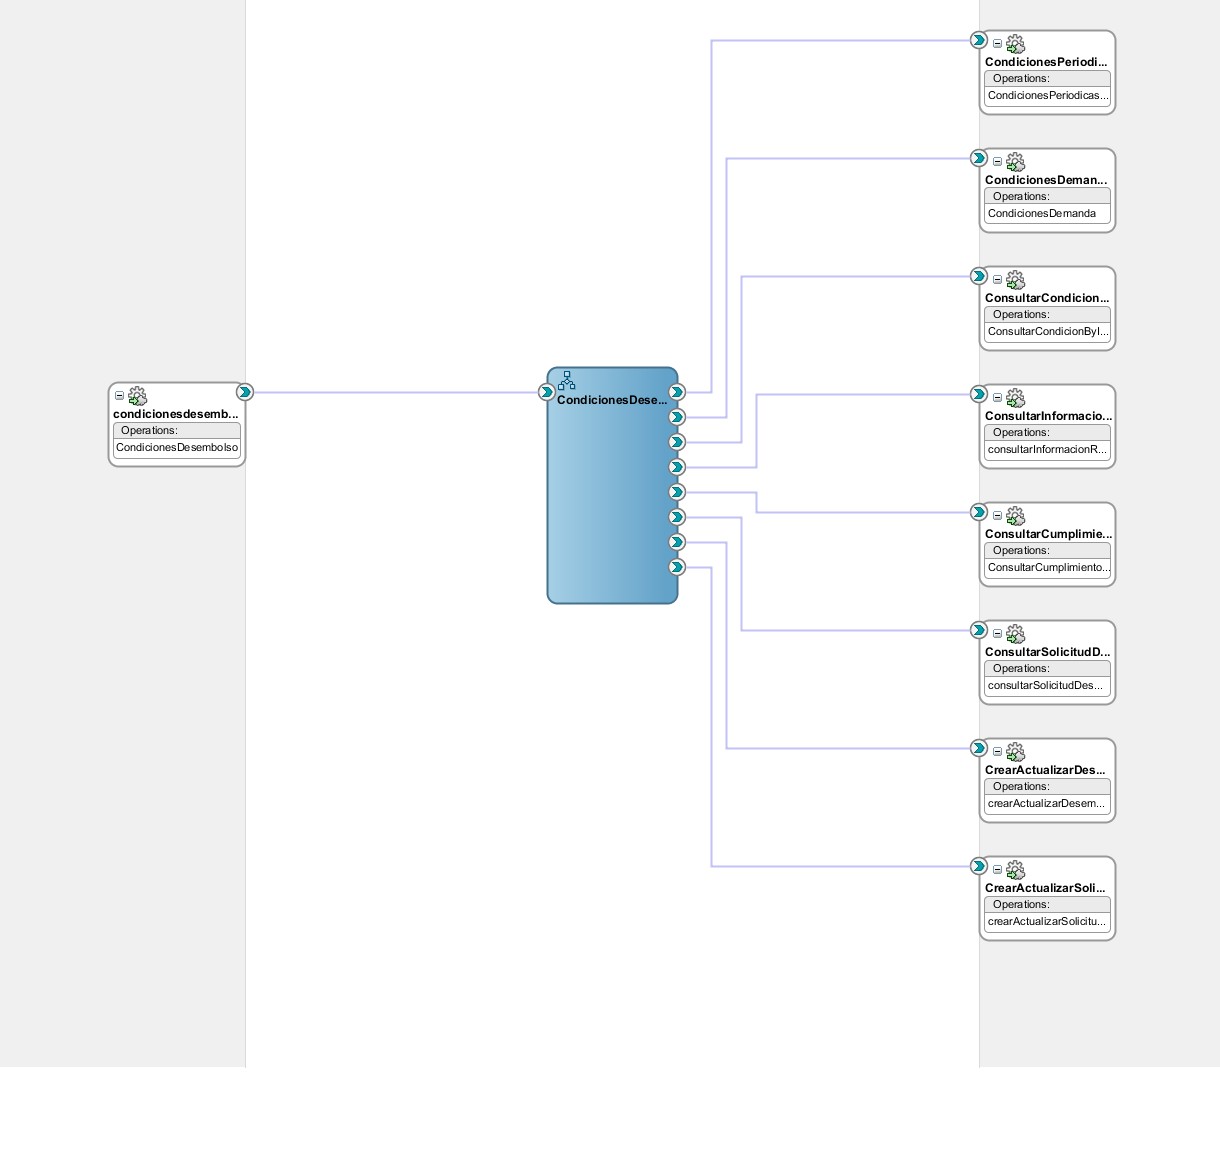 condicionesdesemb...
Operations:
CondicionesDesembolso
CondicionesDese...
CondicionesPeriodi...
Operations:
CondicionesPeriodicas...
CondicionesDeman...
Operations:
CondicionesDemanda
ConsultarCondicion...
Operations:
ConsultarCondicionByI...
ConsultarInformacio...
Operations:
consultarInformacionR...
ConsultarCumplimie...
Operations:
ConsultarCumplimiento...
ConsultarSolicitudD...
Operations:
consultarSolicitudDes...
CrearActualizarDes...
Operations:
crearActualizarDesem...
CrearActualizarSoli...
Operations:
crearActualizarSolicitu...